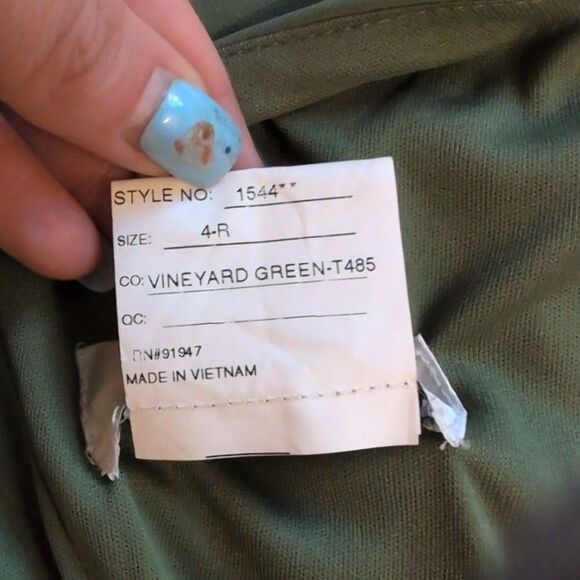 STYLE NO: 1544**
SIZE: 4-R
CO: VINEYARD GREEN-T485
QC:
RN#91947
MADE IN VIETNAM